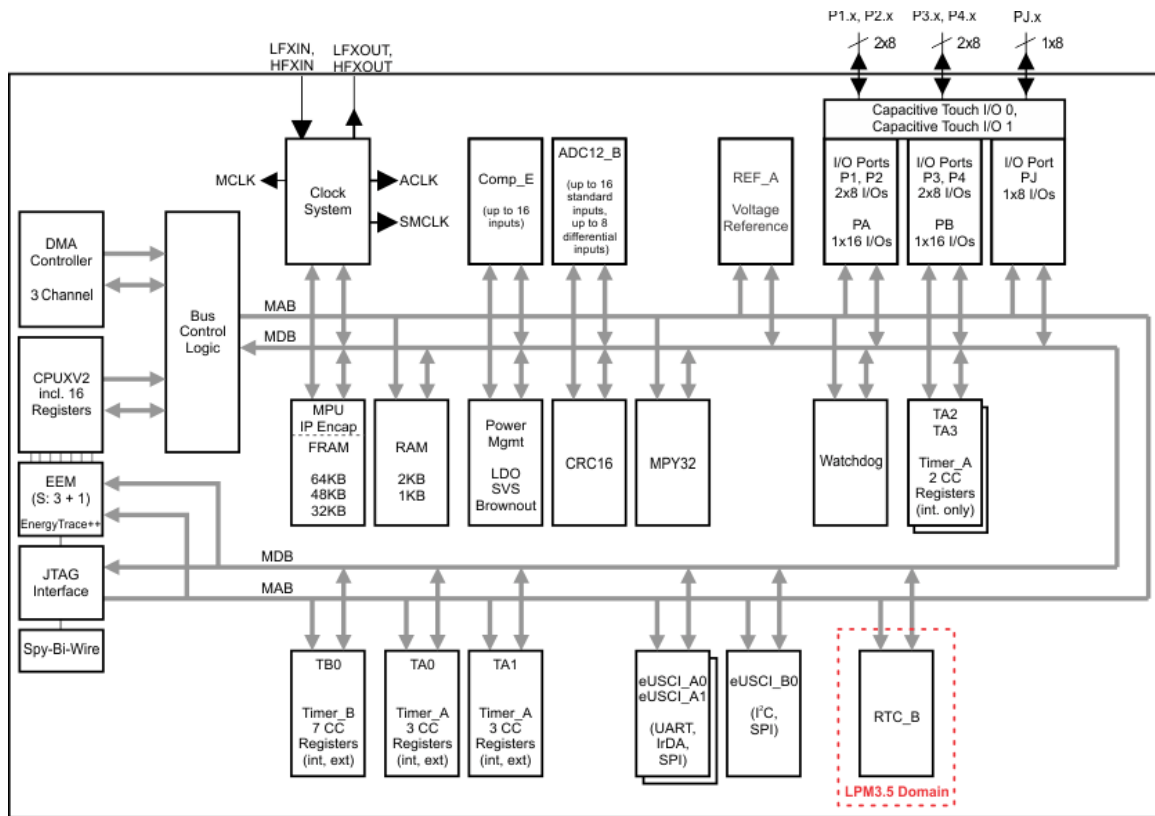 P1.x, P2.x
P3.x, P4.x
PJ.x
2x8
2x8
1x8
LFXIN,
HFXIN
LFXOUT,
HFXOUT
Capacitive Touch I/O 0,
Capacitive Touch I/O 1
MCLK
Clock
System
ACLK
SMCLK
Comp_E
(up to 16
inputs)
ADC12_B
(up to 16
standard
inputs,
up to 8
differential
inputs)
REF_A
Voltage
Reference
I/O Ports
P1, P2
2x8 I/Os
PA
1x16 I/Os
I/O Ports
P3, P4
2x8 I/Os
PB
1x16 I/Os
I/O Port
PJ
1x8 I/Os
DMA
Controller
3 Channel
Bus
Control
Logic
MAB
MDB
CPUXV2
incl. 16
Registers
MPU
IP Encap
FRAM
64KB
48KB
32KB
RAM
2KB
1KB
Power
Mgmt
LDO
SVS
Brownout
CRC16
MPY32
Watchdog
TA2
TA3
Timer_A
2 CC
Registers
(int. only)
EEM
(S: 3 + 1)
EnergyTrace++
JTAG
Interface
Spy-Bi-Wire
MDB
MAB
TB0
Timer_B
7 CC
Registers
(int, ext)
TA0
Timer_A
3 CC
Registers
(int, ext)
TA1
Timer_A
3 CC
Registers
(int, ext)
eUSCI_A0
eUSCI_A1
(UART,
IrDA,
SPI)
eUSCI_B0
(I²C,
SPI)
RTC_B
LPM3.5 Domain